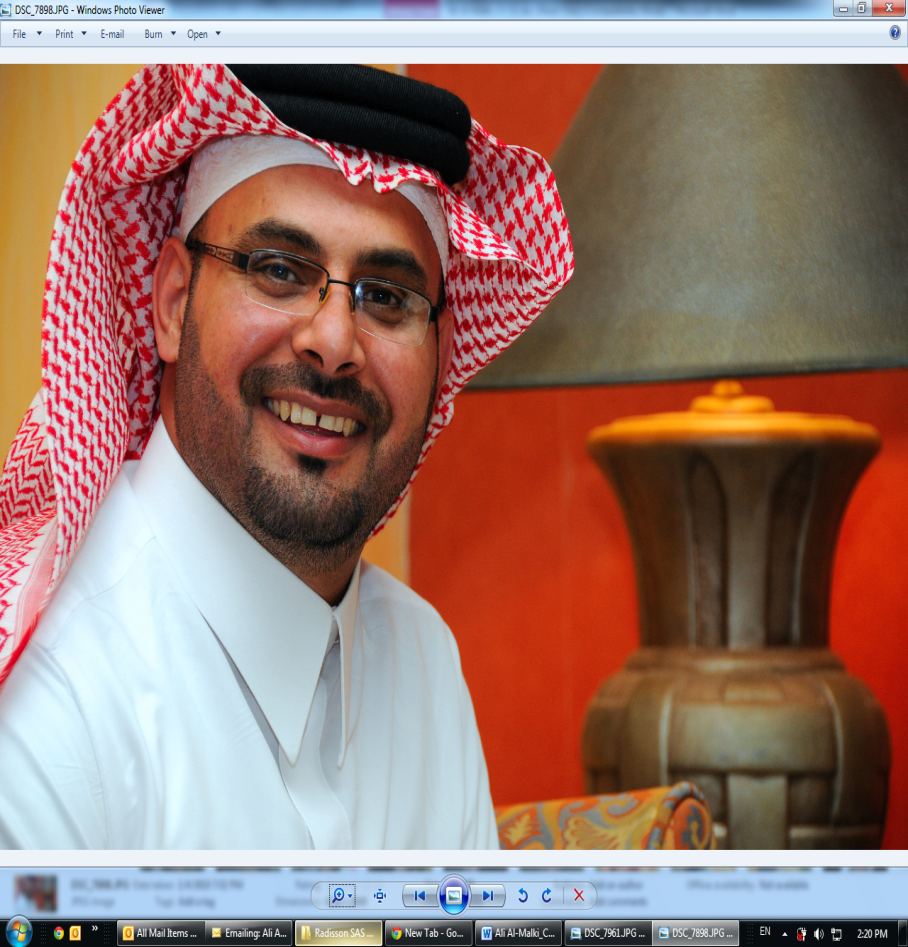 DSC_7898.JPG - Windows Photo Viewer
File Print E-mail Burn Open
All Mail Items ... Emailing: Ali A... Radisson SAS ... New Tab - Go... Ali Al-Malki_C... DSC_7961.JPG ... DSC_7898.JPG ... EN 2:20 PM